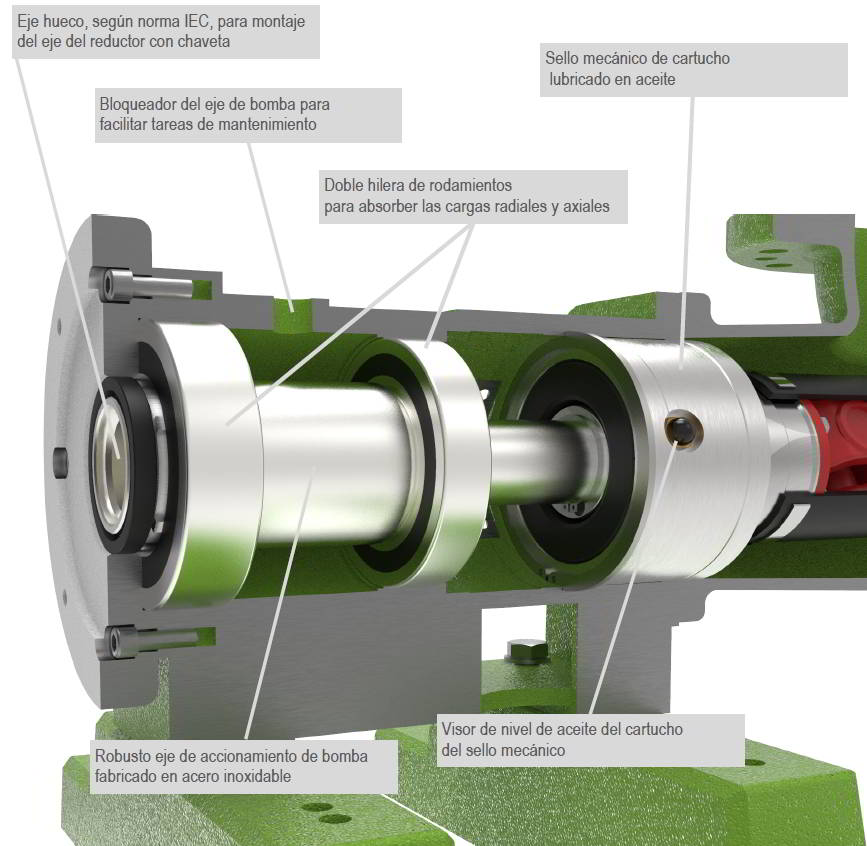 Eje hueco, según norma IEC, para montaje
del eje del reductor con chaveta
Sello mecánico de cartucho
lubricado en aceite
Bloqueador del eje de bomba para
facilitar tareas de mantenimiento
Doble hilera de rodamientos
para absorber las cargas radiales y axiales
Visor de nivel de aceite del cartucho
del sello mecánico
Robusto eje de accionamiento de bomba
fabricado en acero inoxidable